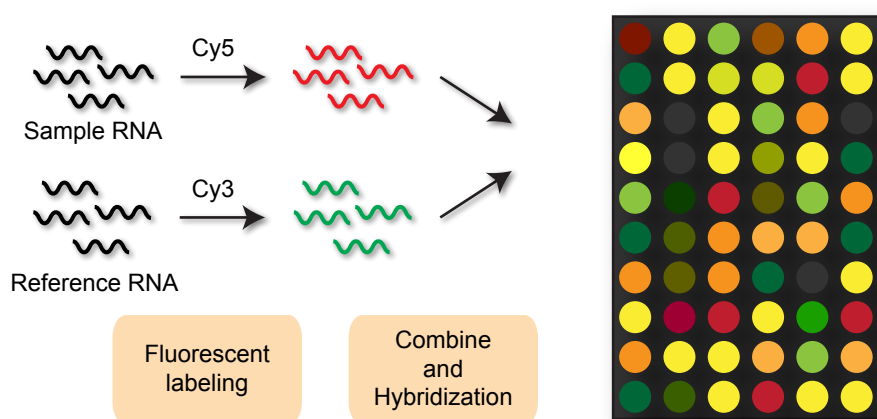 Cy5
Sample RNA
Cy3
Reference RNA
Fluorescent
labeling
Combine
and
Hybridization